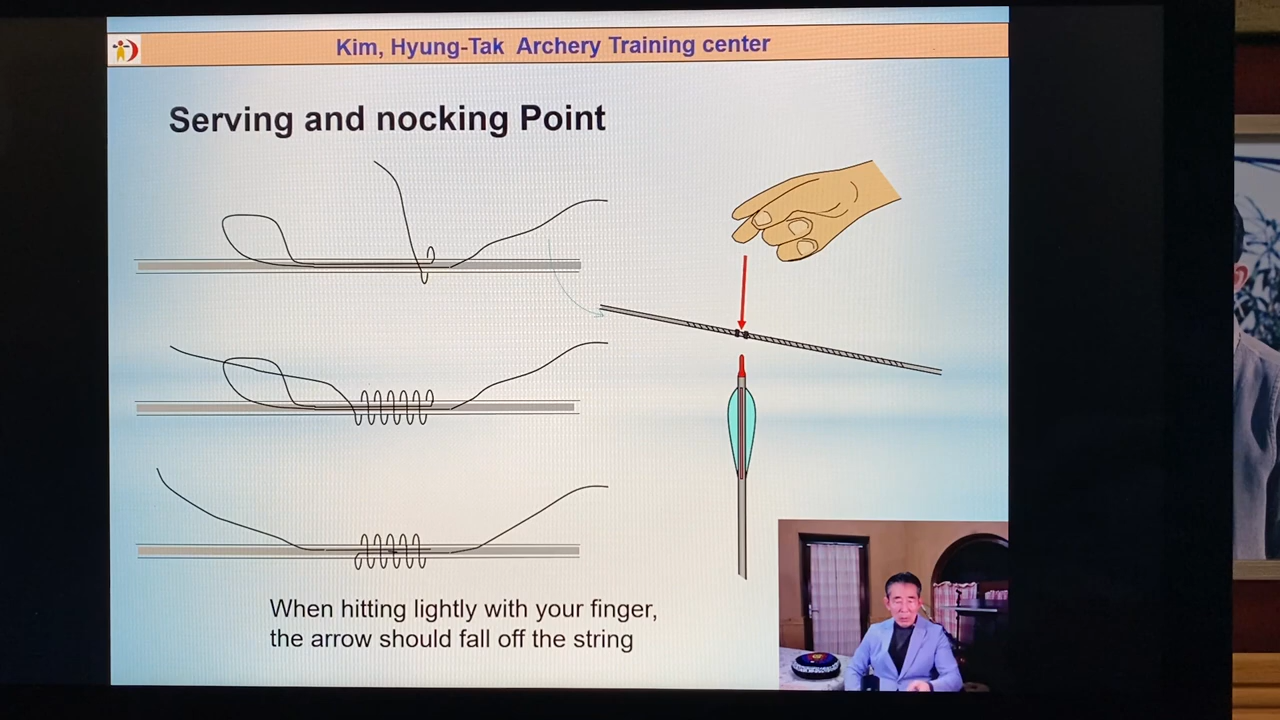 Kim, Hyung-Tak Archery Training center
Serving and nocking Point
When hitting lightly with your finger,
the arrow should fall off the string